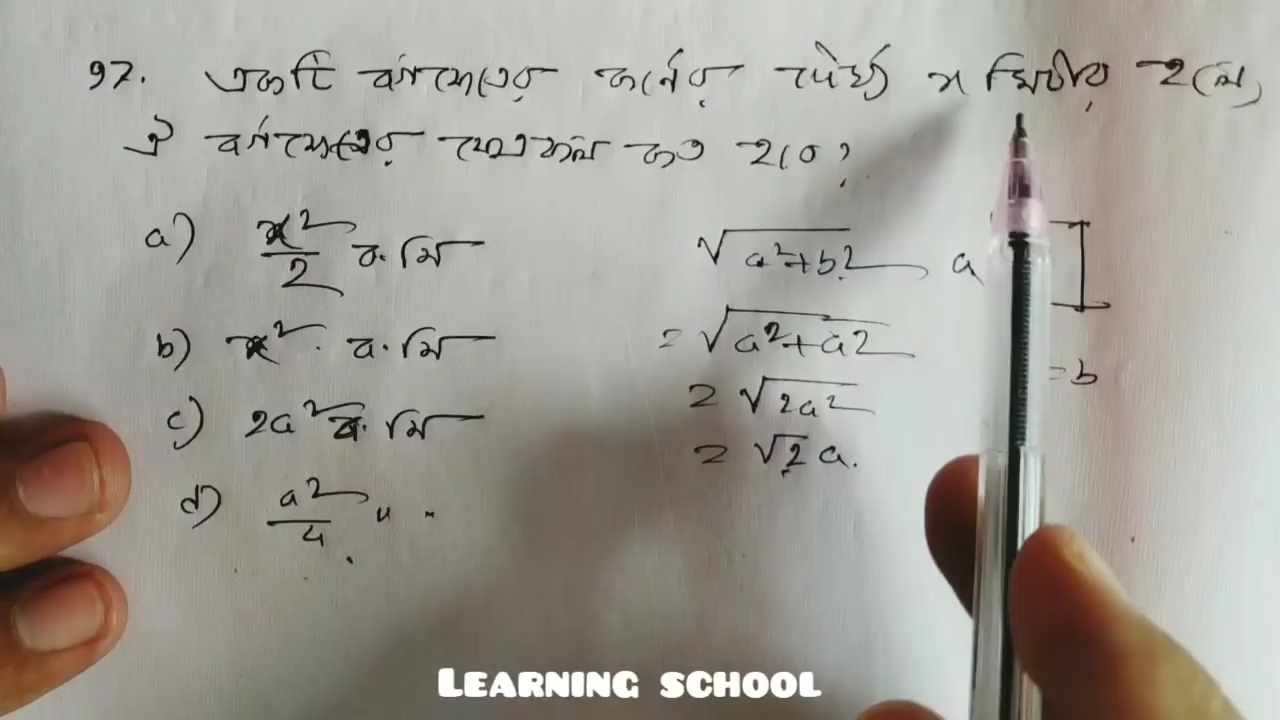 97. একটি বর্গক্ষেত্রের কর্ণের দৈর্ঘ্য x মিটার হলে,
ঐ বর্গক্ষেত্রের ক্ষেত্রফল কত হবে?
a) x²/2 ব. মি
b) x² ব. মি
c) 2a² ব. মি
d) a²/4 " "
√a²+b²
= √a²+a²
= √2a²
= √2 a.
a
= b
LEARNING SCHOOL